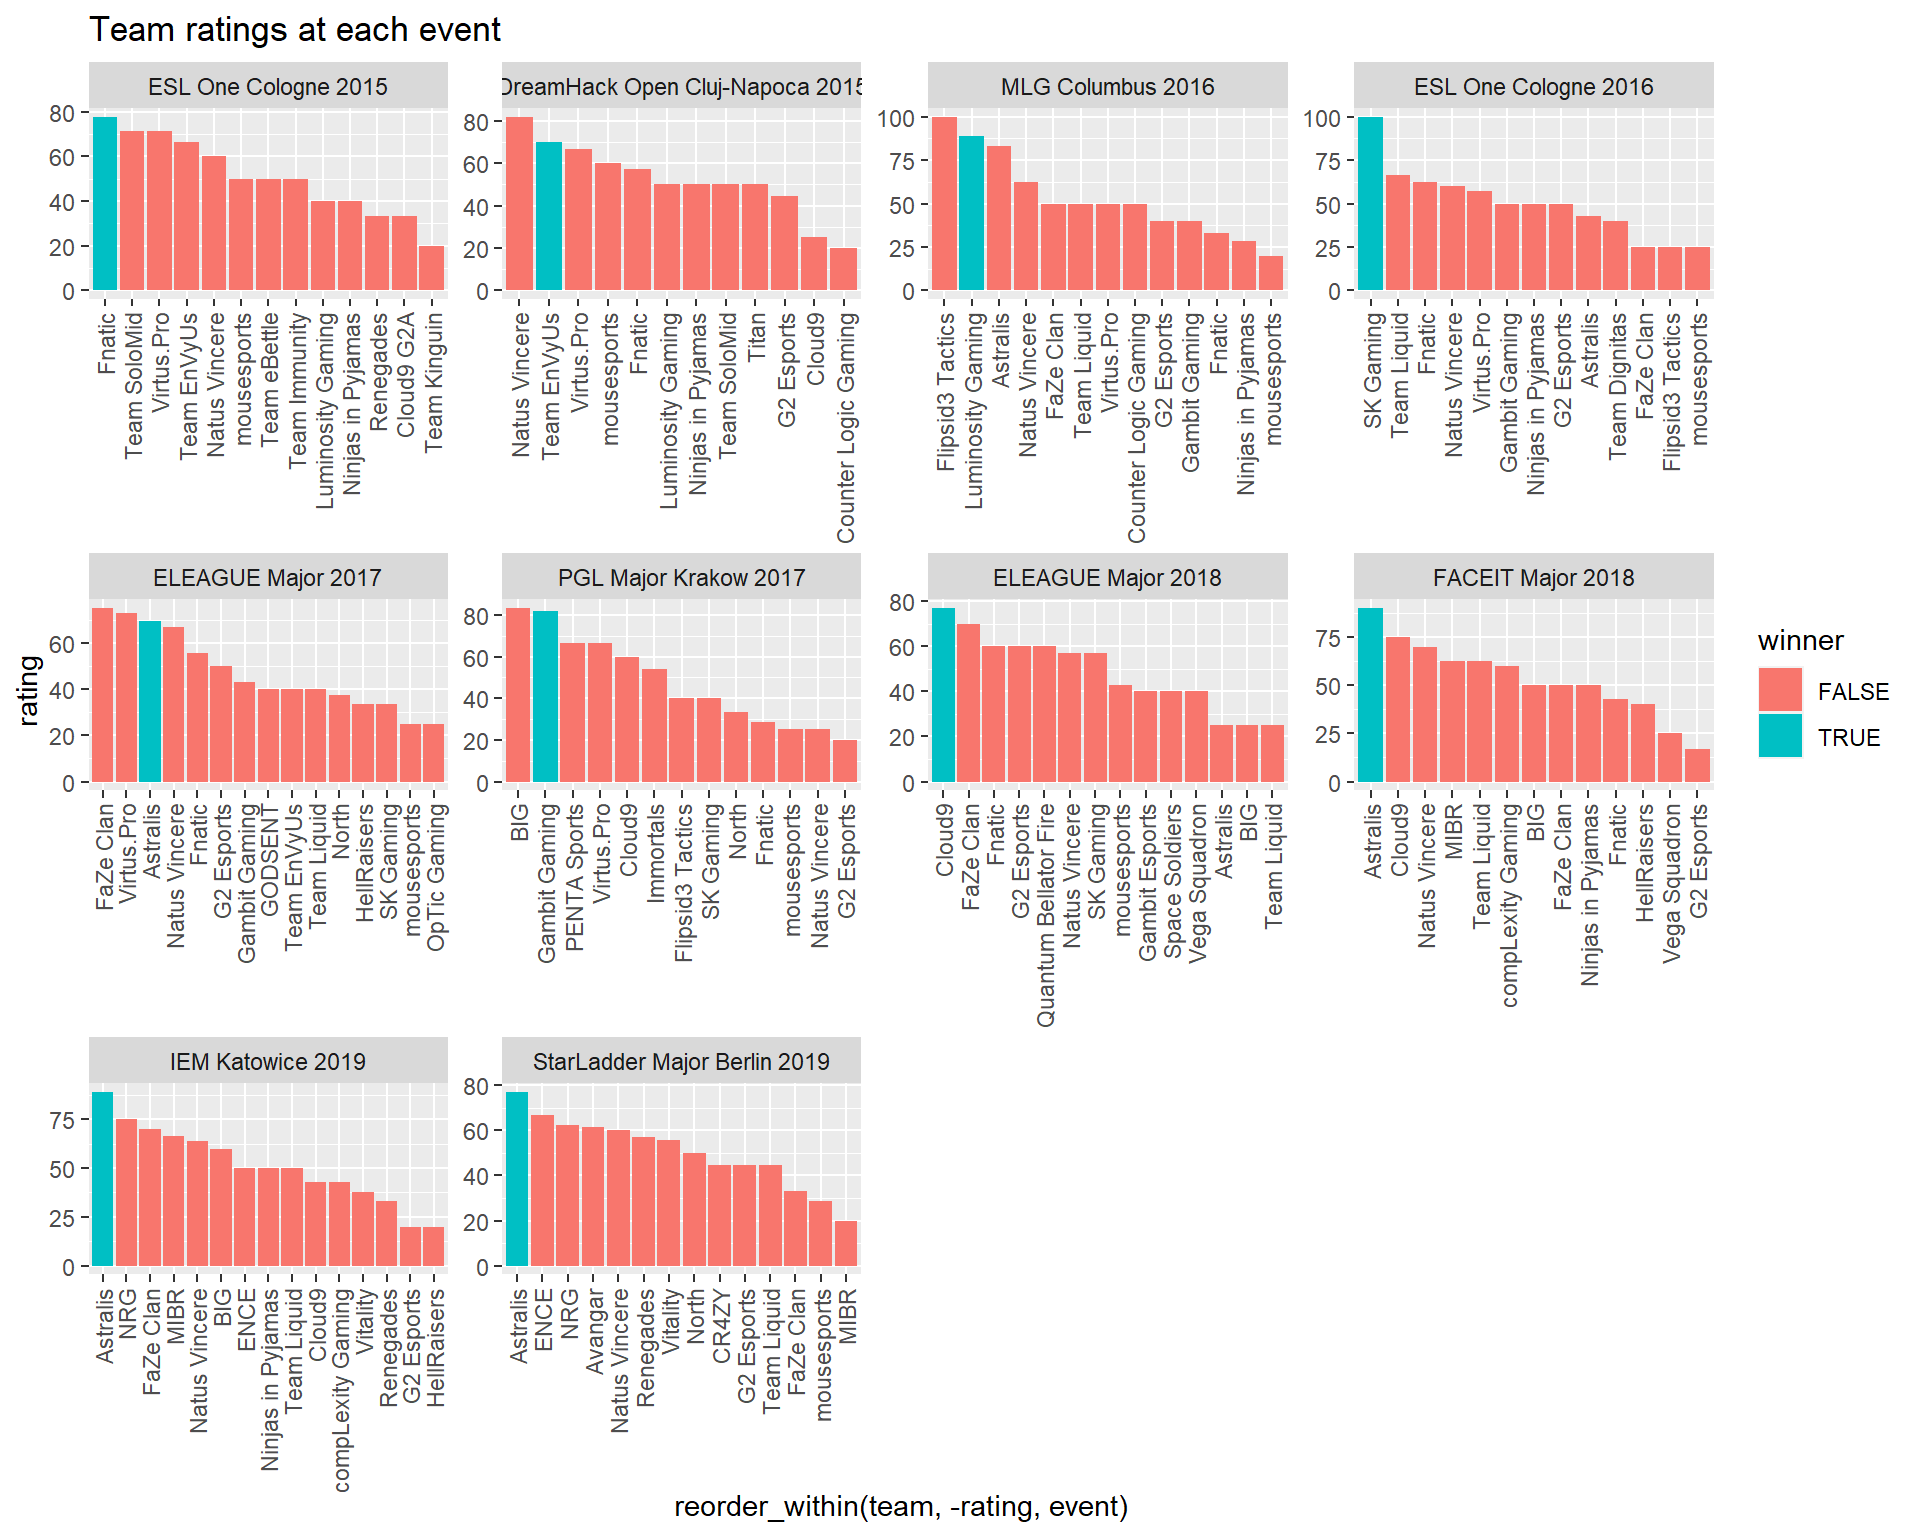 Team ratings at each event
ESL One Cologne 2015
80
60
40
20
0
Fnatic
Team SoloMid
Virtus.Pro
Team EnVyUs
Natus Vincere
mousesports
Team eBettle
Team Immunity
Luminosity Gaming
Ninjas in Pyjamas
Renegades
Cloud9 G2A
Team Kinguin
DreamHack Open Cluj-Napoca 2015
80
60
40
20
0
Natus Vincere
Team EnVyUs
Virtus.Pro
mousesports
Fnatic
Luminosity Gaming
Ninjas in Pyjamas
Team SoloMid
Titan
G2 Esports
Cloud9
Counter Logic Gaming
MLG Columbus 2016
100
75
50
25
0
Flipsid3 Tactics
Luminosity Gaming
Astralis
Natus Vincere
FaZe Clan
Team Liquid
Virtus.Pro
Counter Logic Gaming
G2 Esports
Gambit Gaming
Fnatic
Ninjas in Pyjamas
mousesports
ESL One Cologne 2016
100
75
50
25
0
SK Gaming
Team Liquid
Fnatic
Natus Vincere
Virtus.Pro
Gambit Gaming
Ninjas in Pyjamas
G2 Esports
Astralis
Team Dignitas
FaZe Clan
Flipsid3 Tactics
mousesports
rating
ELEAGUE Major 2017
60
40
20
0
FaZe Clan
Virtus.Pro
Astralis
Natus Vincere
Fnatic
G2 Esports
Gambit Gaming
GODSENT
Team EnVyUs
Team Liquid
North
HellRaisers
SK Gaming
mousesports
OpTic Gaming
PGL Major Krakow 2017
80
60
40
20
0
BIG
Gambit Gaming
PENTA Sports
Virtus.Pro
Cloud9
Immortals
Flipsid3 Tactics
SK Gaming
North
Fnatic
mousesports
Natus Vincere
G2 Esports
ELEAGUE Major 2018
80
60
40
20
0
Cloud9
FaZe Clan
Fnatic
G2 Esports
Quantum Bellator Fire
Natus Vincere
SK Gaming
mousesports
Gambit Esports
Space Soldiers
Vega Squadron
Astralis
BIG
Team Liquid
FACEIT Major 2018
75
50
25
0
Astralis
Cloud9
Natus Vincere
MIBR
Team Liquid
compLexity Gaming
BIG
FaZe Clan
Ninjas in Pyjamas
Fnatic
HellRaisers
Vega Squadron
G2 Esports
winner
FALSE
TRUE
IEM Katowice 2019
75
50
25
0
Astralis
NRG
FaZe Clan
MIBR
Natus Vincere
BIG
ENCE
Ninjas in Pyjamas
Team Liquid
Cloud9
compLexity Gaming
Vitality
Renegades
G2 Esports
HellRaisers
StarLadder Major Berlin 2019
80
60
40
20
0
Astralis
ENCE
NRG
Avangar
Natus Vincere
Renegades
Vitality
North
CR4ZY
G2 Esports
Team Liquid
FaZe Clan
mousesports
MIBR
reorder_within(team, -rating, event)